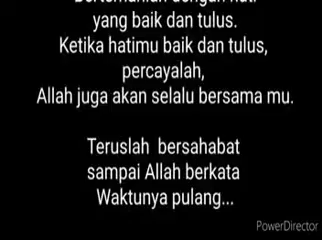 yang baik dan tulus.
Ketika hatimu baik dan tulus,
percayalah,
Allah juga akan selalu bersama mu.
Teruslah bersahabat
sampai Allah berkata
Waktunya pulang...
PowerDirector